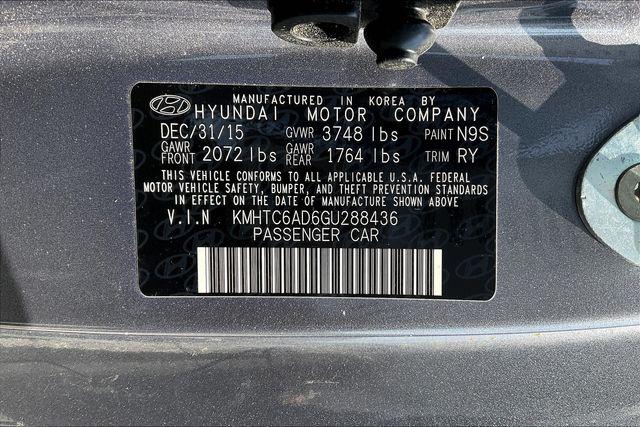 MANUFACTURED IN KOREA BY
HYUNDAI MOTOR COMPANY
DEC/31/15 GVWR 3748 lbs PAINT N9S
GAWR FRONT 2072 lbs GAWR REAR 1764 lbs TRIM RY
THIS VEHICLE CONFORMS TO ALL APPLICABLE U.S.A. FEDERAL
MOTOR VEHICLE SAFETY, BUMPER, AND THEFT PREVENTION STANDARDS
IN EFFECT ON THE DATE OF MANUFACTURE SHOWN ABOVE
V.I.N KMHTC6AD6GU288436
PASSENGER CAR